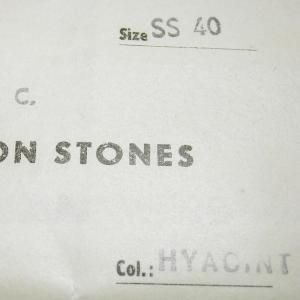 Size SS 40
C.
ON STONES
Col.: HYACINT